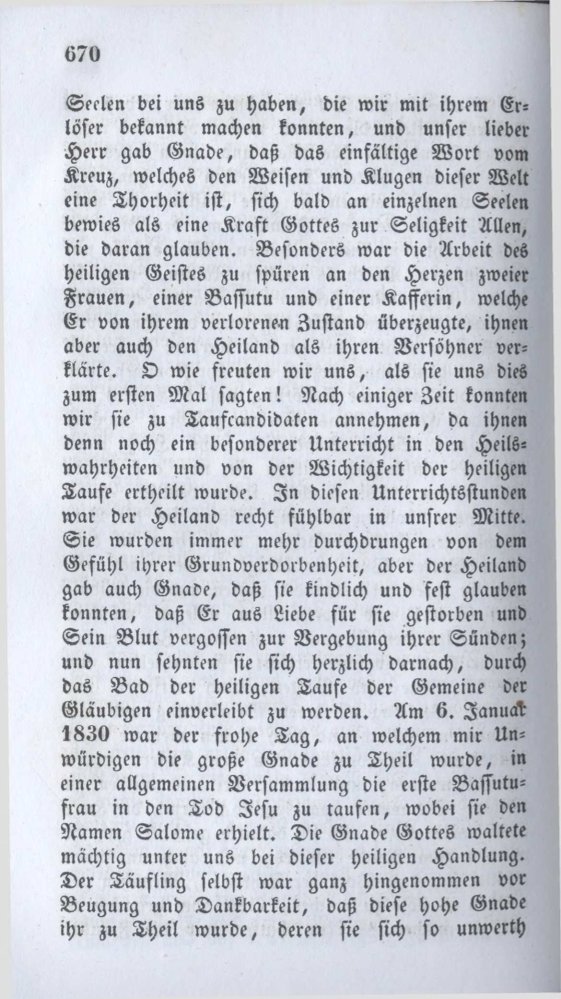 670
Seelen bei uns zu haben, die wir mit ihrem Er-
löser bekannt machen konnten, und unser lieber
Herr gab Gnade, daß das einfältige Wort vom
Kreuz, welches den Weisen und Klugen dieser Welt
eine Thorheit ist, sich bald an einzelnen Seelen
bewies als eine Kraft Gottes zur Seligkeit Allen,
die daran glauben. Besonders war die Arbeit des
heiligen Geistes zu spüren an den Herzen zweier
Frauen, einer Bassutu und einer Kafferin, welche
Er von ihrem verlorenen Zustand überzeugte, ihnen
aber auch den Heiland als ihren Versöhner ver-
klärte. O wie freuten wir uns, als sie uns dies
zum ersten Mal sagten! Nach einiger Zeit konnten
wir sie zu Taufcandidaten annehmen, da ihnen
denn noch ein besonderer Unterricht in den Heils-
wahrheiten und von der Wichtigkeit der heiligen
Taufe ertheilt wurde. In diesen Unterrichtsstunden
war der Heiland recht fühlbar in unsrer Mitte.
Sie wurden immer mehr durchdrungen von dem
Gefühl ihrer Grundverdorbenheit, aber der Heiland
gab auch Gnade, daß sie kindlich und fest glauben
konnten, daß Er aus Liebe für sie gestorben und
Sein Blut vergossen zur Vergebung ihrer Sünden;
und nun sehnten sie sich herzlich darnach, durch
das Bad der heiligen Taufe der Gemeine der
Gläubigen einverleibt zu werden. Am 6. Januar
1830 war der frohe Tag, an welchem mir Un-
würdigen die große Gnade zu Theil wurde, in
einer allgemeinen Versammlung die erste Bassutu-
frau in den Tod Jesu zu taufen, wobei sie den
Namen Salome erhielt. Die Gnade Gottes waltete
mächtig unter uns bei dieser heiligen Handlung.
Der Täufling selbst war ganz hingenommen vor
Beugung und Dankbarkeit, daß diese hohe Gnade
ihr zu Theil wurde, deren sie sich so unwerth